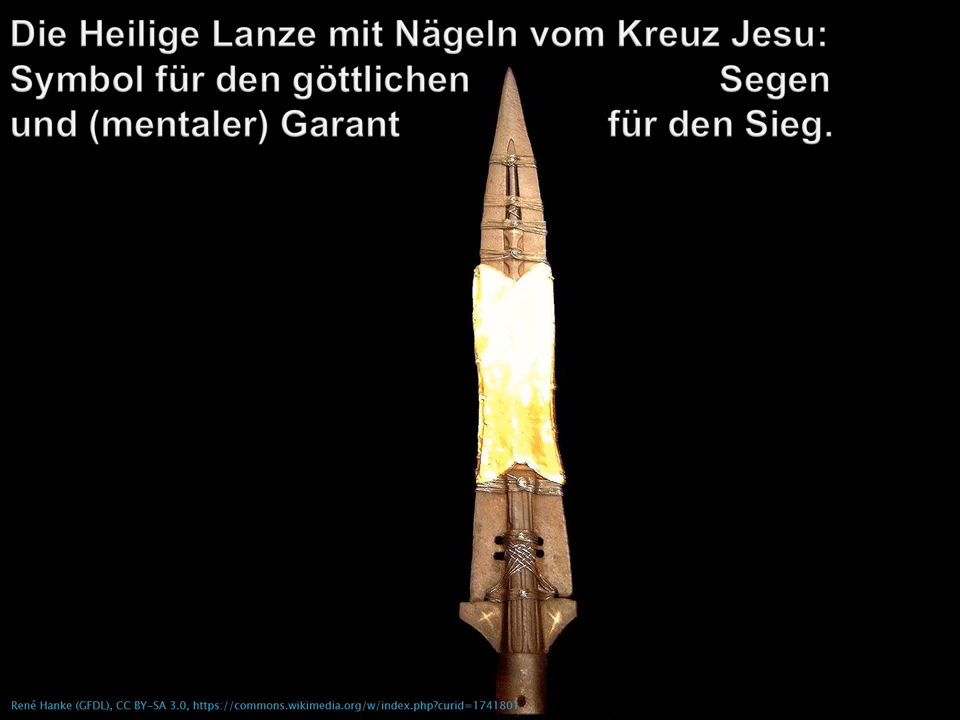 Die Heilige Lanze mit Nägeln vom Kreuz Jesu:
Symbol für den göttlichen Segen
und (mentaler) Garant für den Sieg.
René Hanke (GFDL), CC BY-SA 3.0, https://commons.wikimedia.org/w/index.php?curid=1741801